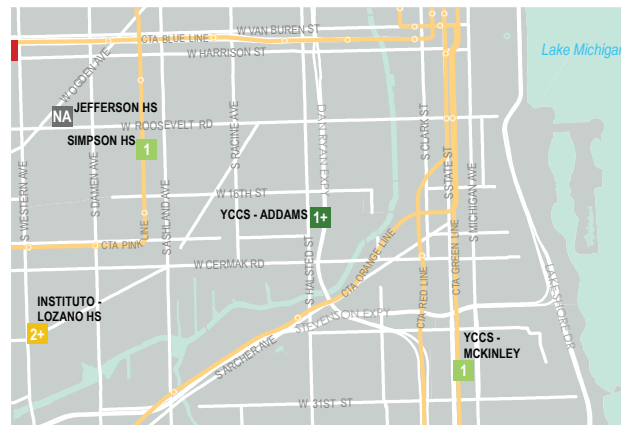 W VAN BUREN ST
CTA BLUE LINE
W HARRISON ST
Lake Michigan
W OGDEN AVE
JEFFERSON HS
NA
W ROOSEVELT RD
SIMPSON HS
1
S WESTERN AVE
S DAMEN AVE
S ASHLAND AVE
S RACINE AVE
DAN RYAN EXPY
S CLARK ST
S STATE ST
S MICHIGAN AVE
W 16TH ST
YCCS - ADDAMS
1+
CTA PINK
LINE
W CERMAK RD
S HALSTED ST
CTA ORANGE LINE
CTA RED LINE
CTA GREEN LINE
LAKE SHORE DR
INSTITUTO -
LOZANO HS
2+
STEVENSON EXPY
S ARCHER AVE
YCCS -
MCKINLEY
1
W 31ST ST